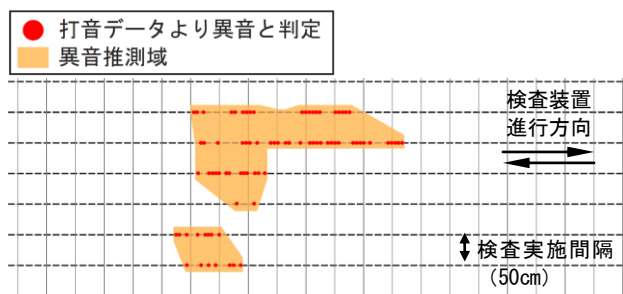 打音データより異音と判定
異音推測域
検査装置
進行方向
検査実施間隔
(50cm)